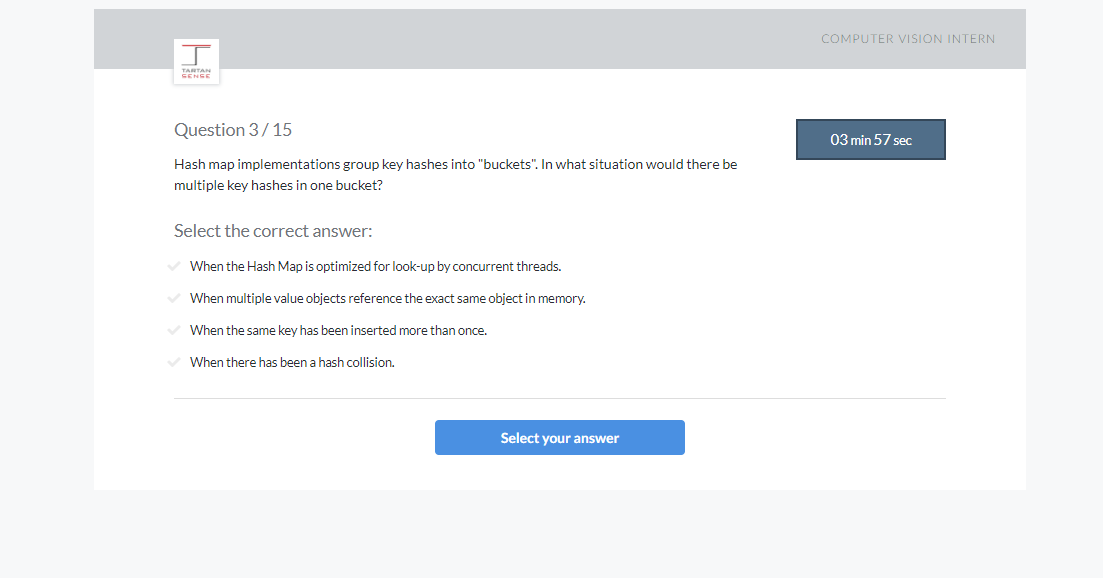 COMPUTER VISION INTERN
TARTAN
SENSE
Question 3 / 15
03 min 57 sec
Hash map implementations group key hashes into "buckets". In what situation would there be
multiple key hashes in one bucket?
Select the correct answer:
When the Hash Map is optimized for look-up by concurrent threads.
When multiple value objects reference the exact same object in memory.
When the same key has been inserted more than once.
When there has been a hash collision.
Select your answer